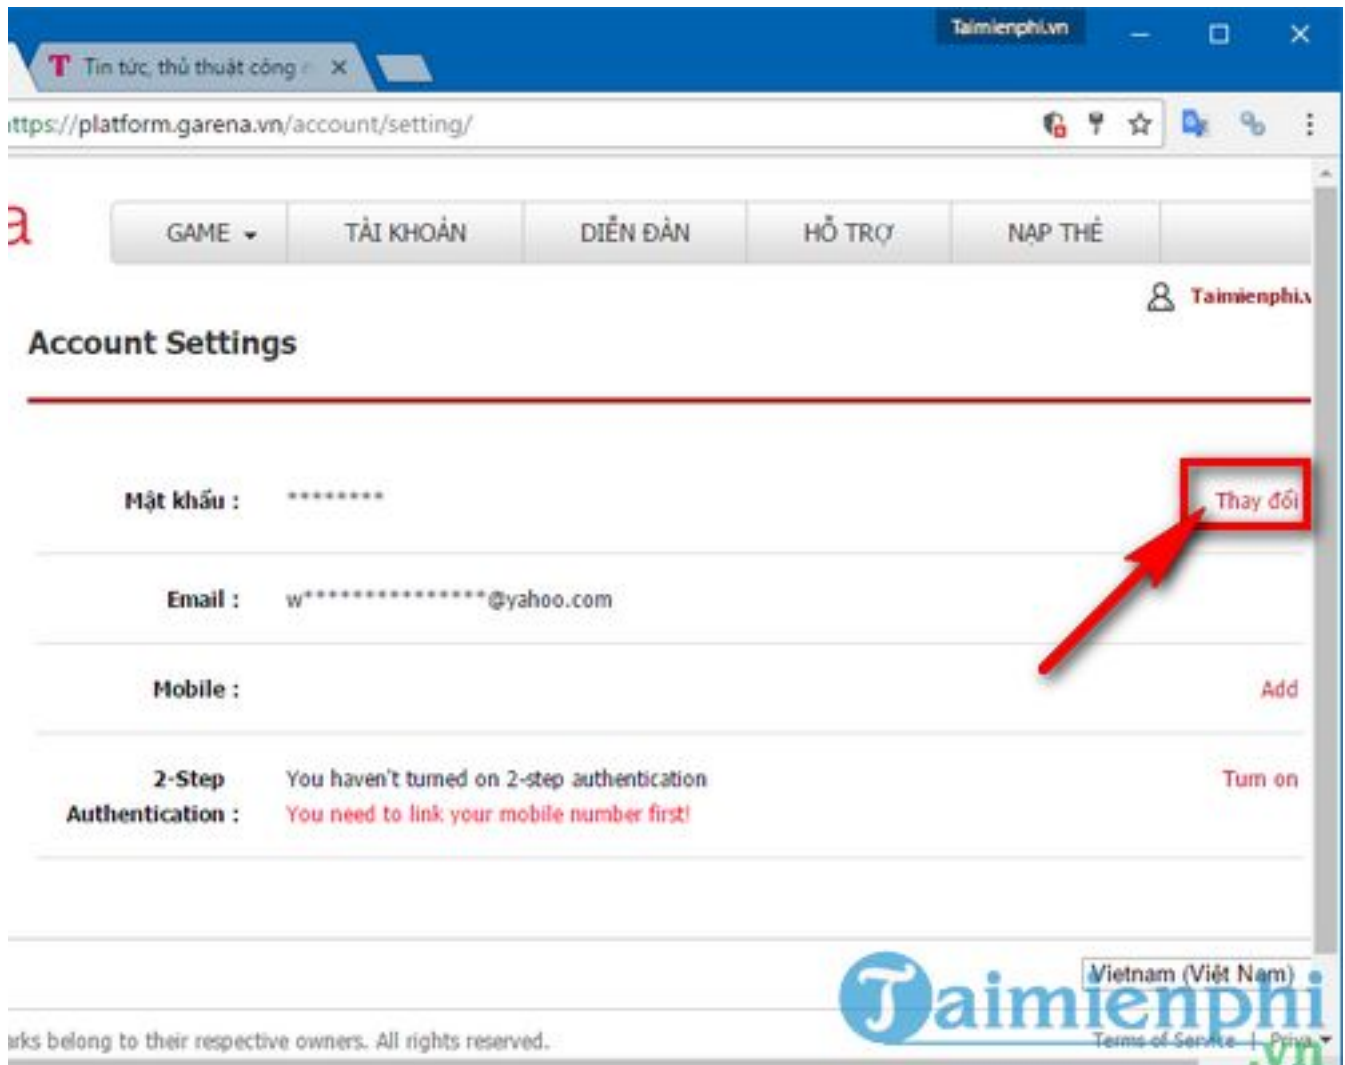 Taimienphi.vn
T Tin tức, thủ thuật công
ttps://platform.garena.vn/account/setting/
a
GAME TÀI KHOẢN DIỄN ĐÀN HỖ TRỢ NẠP THẺ
Taimienphi.v
Account Settings
Mật khẩu : ******** Thay đổi
Email : w***************@yahoo.com
Mobile : Add
2-Step You haven't turned on 2-step authentication Turn on
Authentication : You need to link your mobile number first!
Vietnam (Việt Nam)
Taimienphi
.vn
arks belong to their respective owners. All rights reserved. Terms of Service | Priva